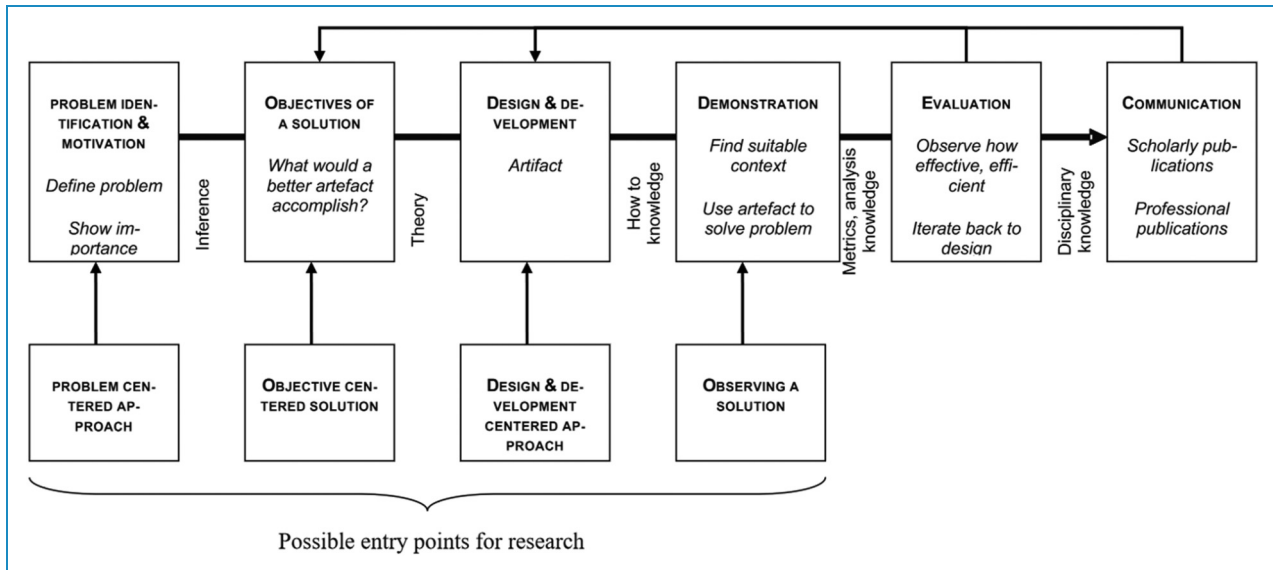 PROBLEM IDEN-
TIFICATION &
MOTIVATION
Define problem
Show im-
portance
Inference
OBJECTIVES OF
A SOLUTION
What would a
better artefact
accomplish?
Theory
DESIGN & DE-
VELOPMENT
Artifact
How to
knowledge
DEMONSTRATION
Find suitable
context
Use artefact to
solve problem
Metrics, analysis
knowledge
EVALUATION
Observe how
effective, effi-
cient
Iterate back to
design
Disciplinary
knowledge
COMMUNICATION
Scholarly pub-
lications
Professional
publications
PROBLEM CEN-
TERED AP-
PROACH
OBJECTIVE CEN-
TERED SOLUTION
DESIGN & DE-
VELOPMENT
CENTERED AP-
PROACH
OBSERVING A
SOLUTION
Possible entry points for research